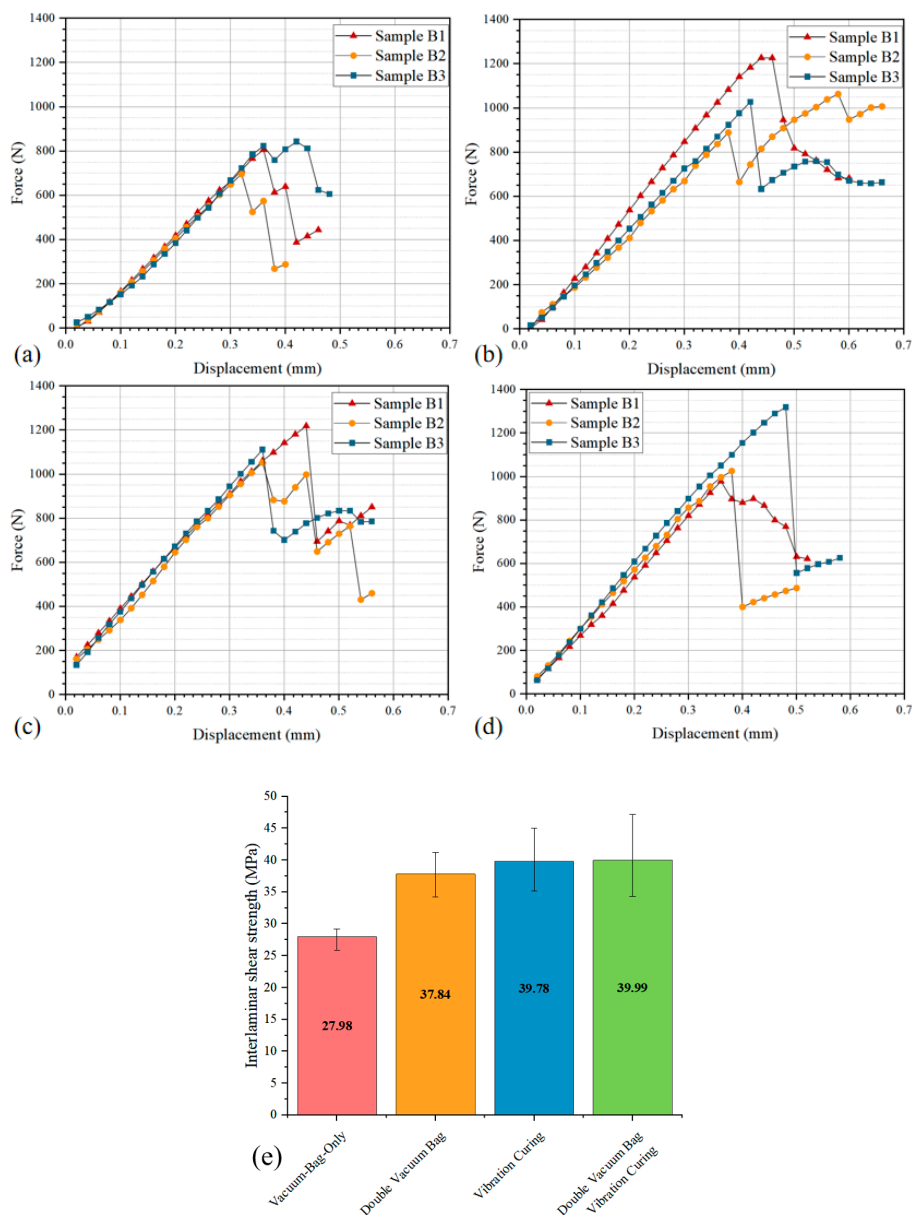 1400
1200
1000
800
600
400
200
0
Force (N)
Sample B1
Sample B2
Sample B3
0.0 0.1 0.2 0.3 0.4 0.5 0.6 0.7
Displacement (mm)
(a)
1400
1200
1000
800
600
400
200
0
Force (N)
Sample B1
Sample B2
Sample B3
0.0 0.1 0.2 0.3 0.4 0.5 0.6 0.7
Displacement (mm)
(b)
1400
1200
1000
800
600
400
200
0
Force (N)
Sample B1
Sample B2
Sample B3
0.0 0.1 0.2 0.3 0.4 0.5 0.6 0.7
Displacement (mm)
(c)
1400
1200
1000
800
600
400
200
0
Force (N)
Sample B1
Sample B2
Sample B3
0.0 0.1 0.2 0.3 0.4 0.5 0.6 0.7
Displacement (mm)
(d)
50
45
40
35
30
25
20
15
10
5
0
Interlaminar shear strength (MPa)
27.98
37.84
39.78
39.99
Vacuum-Bag-Only
Double Vacuum Bag
Vibration Curing
Double Vacuum Bag
Vibration Curing
(e)